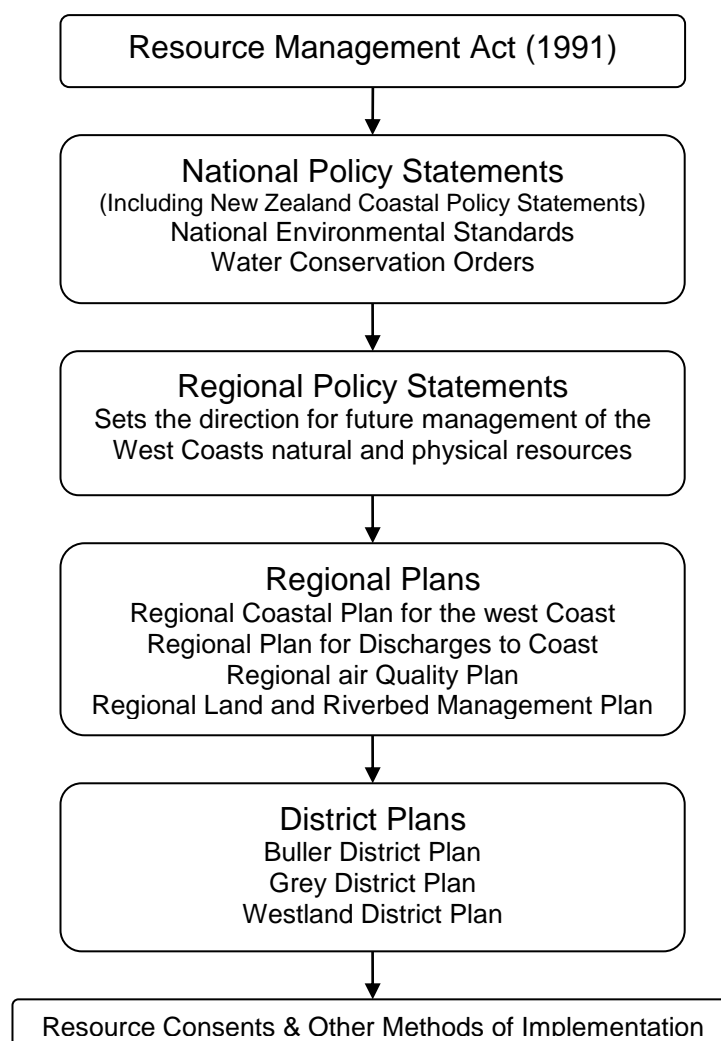 Resource Management Act (1991)
National Policy Statements
(Including New Zealand Coastal Policy Statements)
National Environmental Standards
Water Conservation Orders
Regional Policy Statements
Sets the direction for future management of the
West Coasts natural and physical resources
Regional Plans
Regional Coastal Plan for the west Coast
Regional Plan for Discharges to Coast
Regional air Quality Plan
Regional Land and Riverbed Management Plan
District Plans
Buller District Plan
Grey District Plan
Westland District Plan
Resource Consents & Other Methods of Implementation